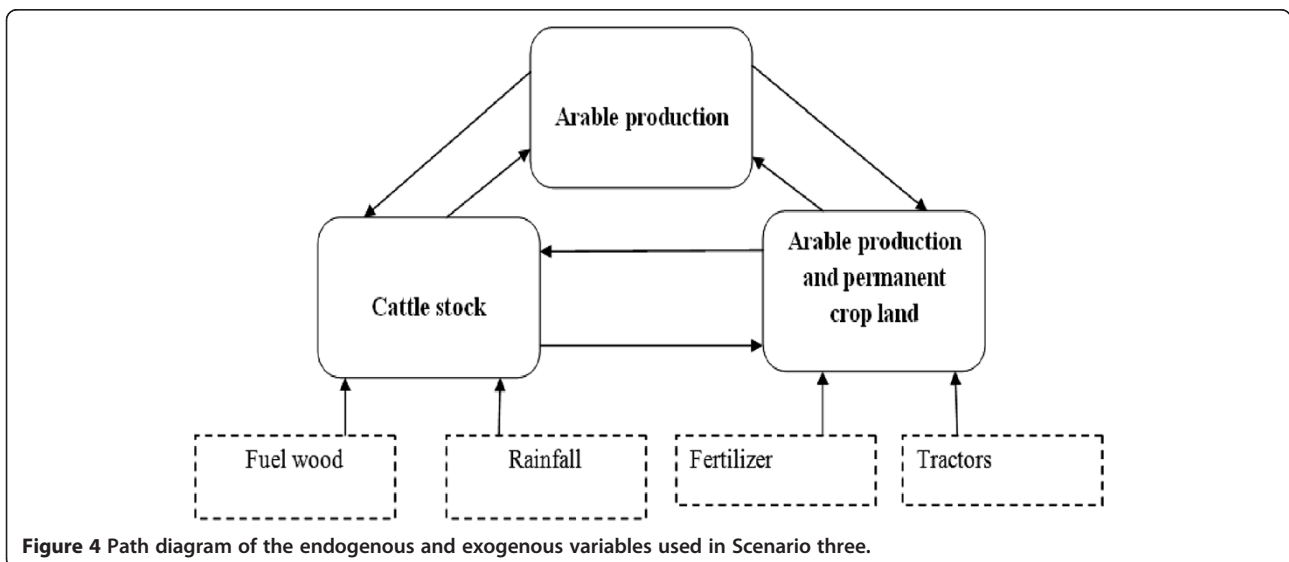 Arable production
Cattle stock
Arable production
and permanent
crop land
Fuel wood
Rainfall
Fertilizer
Tractors
Figure 4 Path diagram of the endogenous and exogenous variables used in Scenario three.